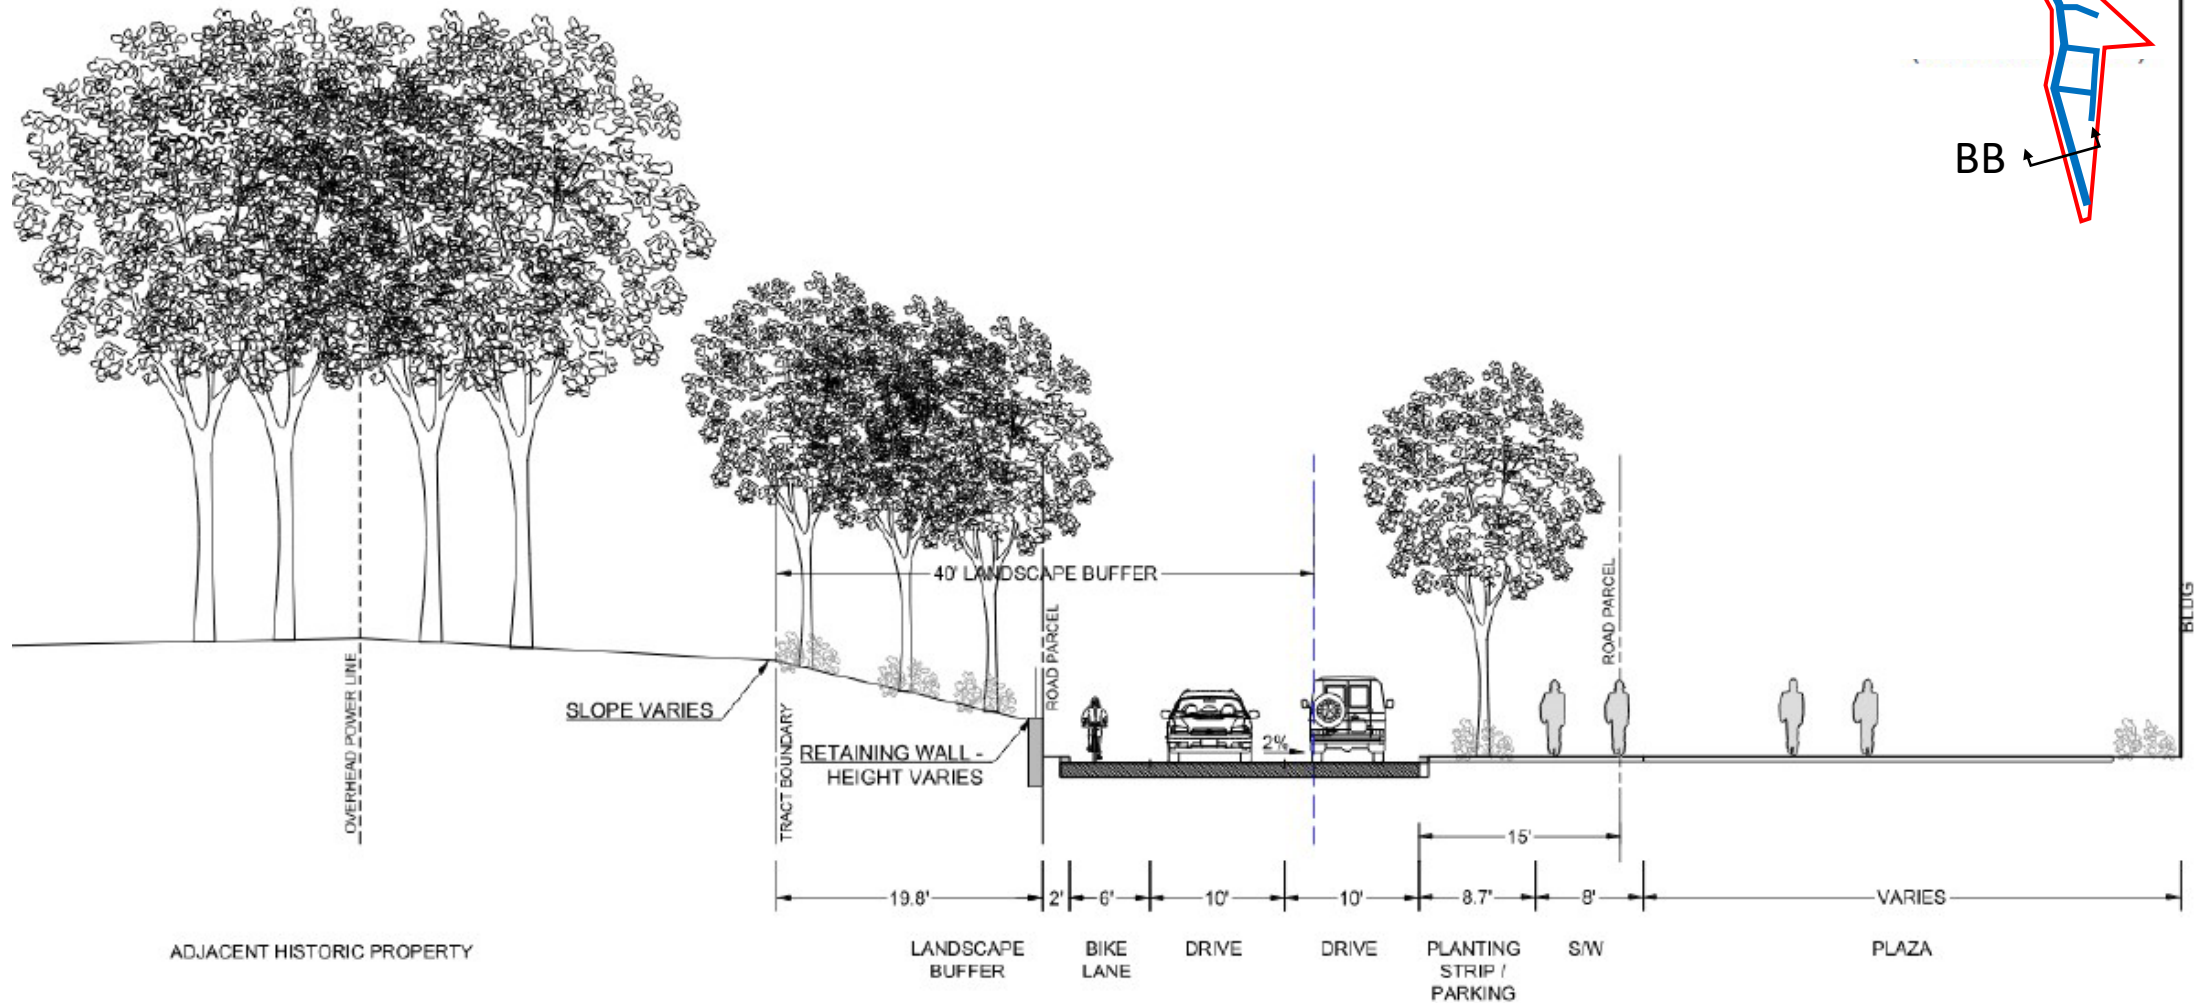 BB
40' LANDSCAPE BUFFER
ROAD PARCEL
ROAD PARCEL
BLDG
SLOPE VARIES
OVERHEAD POWER LINE
TRACT BOUNDARY
RETAINING WALL -
HEIGHT VARIES
2%
15'
19.8'
2'
6'
10'
10'
8.7'
8'
VARIES
ADJACENT HISTORIC PROPERTY
LANDSCAPE
BUFFER
BIKE
LANE
DRIVE
DRIVE
PLANTING
STRIP /
PARKING
S/W
PLAZA